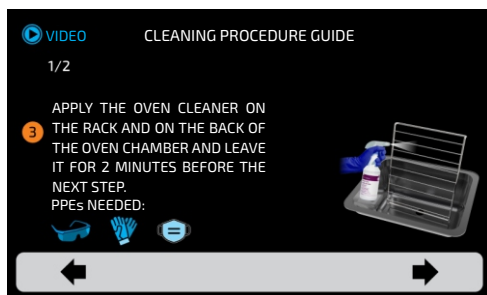 VIDEO
CLEANING PROCEDURE GUIDE
1/2
3
APPLY THE OVEN CLEANER ON
THE RACK AND ON THE BACK OF
THE OVEN CHAMBER AND LEAVE
IT FOR 2 MINUTES BEFORE THE
NEXT STEP.
PPEs NEEDED: